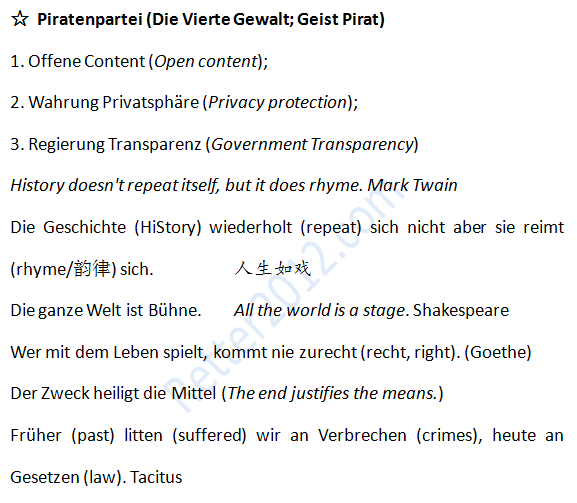 ☆ Piratenpartei (Die Vierte Gewalt; Geist Pirat)
1. Offene Content (Open content);
2. Wahrung Privatsphäre (Privacy protection);
3. Regierung Transparenz (Government Transparency)
History doesn't repeat itself, but it does rhyme. Mark Twain
Die Geschichte (HiStory) wiederholt (repeat) sich nicht aber sie reimt
(rhyme/韵律) sich. 人生如戏
Die ganze Welt ist Bühne. All the world is a stage. Shakespeare
Wer mit dem Leben spielt, kommt nie zurecht (recht, right). (Goethe)
Der Zweck heiligt die Mittel (The end justifies the means.)
Früher (past) litten (suffered) wir an Verbrechen (crimes), heute an
Gesetzen (law). Tacitus
Retter2012.com